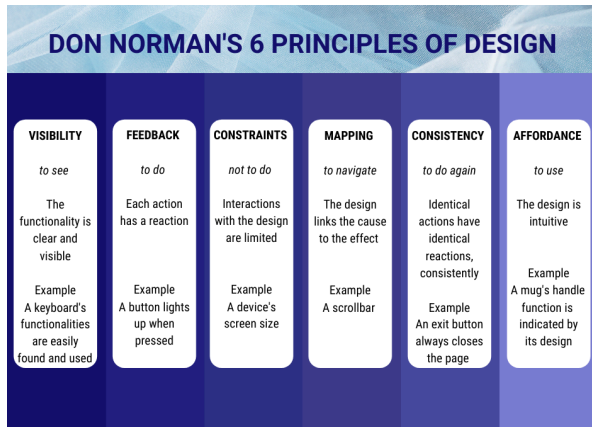 DON NORMAN'S 6 PRINCIPLES OF DESIGN
VISIBILITY
to see
The
functionality is
clear and
visible
Example
A keyboard's
functionalities
are easily
found and used
FEEDBACK
to do
Each action
has a reaction
Example
A button lights
up when
pressed
CONSTRAINTS
not to do
Interactions
with the design
are limited
Example
A device's
screen size
MAPPING
to navigate
The design
links the cause
to the effect
Example
A scrollbar
CONSISTENCY
to do again
Identical
actions have
identical
reactions,
consistently
Example
An exit button
always closes
the page
AFFORDANCE
to use
The design is
intuitive
Example
A mug's handle
function is
indicated by
its design